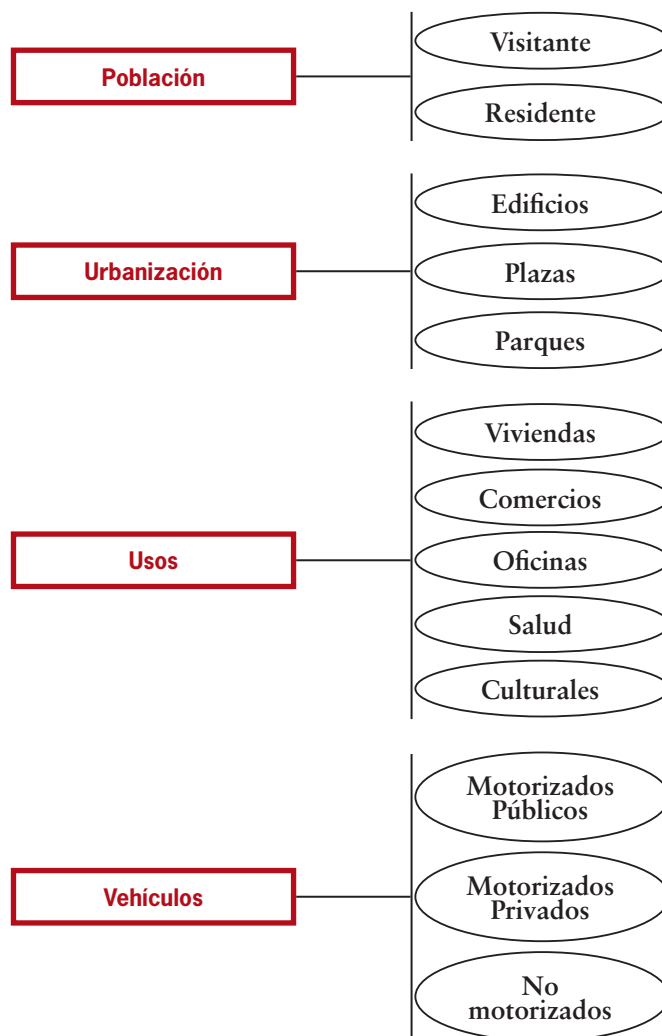 Población
Visitante
Residente
Urbanización
Edificios
Plazas
Parques
Usos
Viviendas
Comercios
Oficinas
Salud
Culturales
Vehículos
Motorizados
Públicos
Motorizados
Privados
No
motorizados